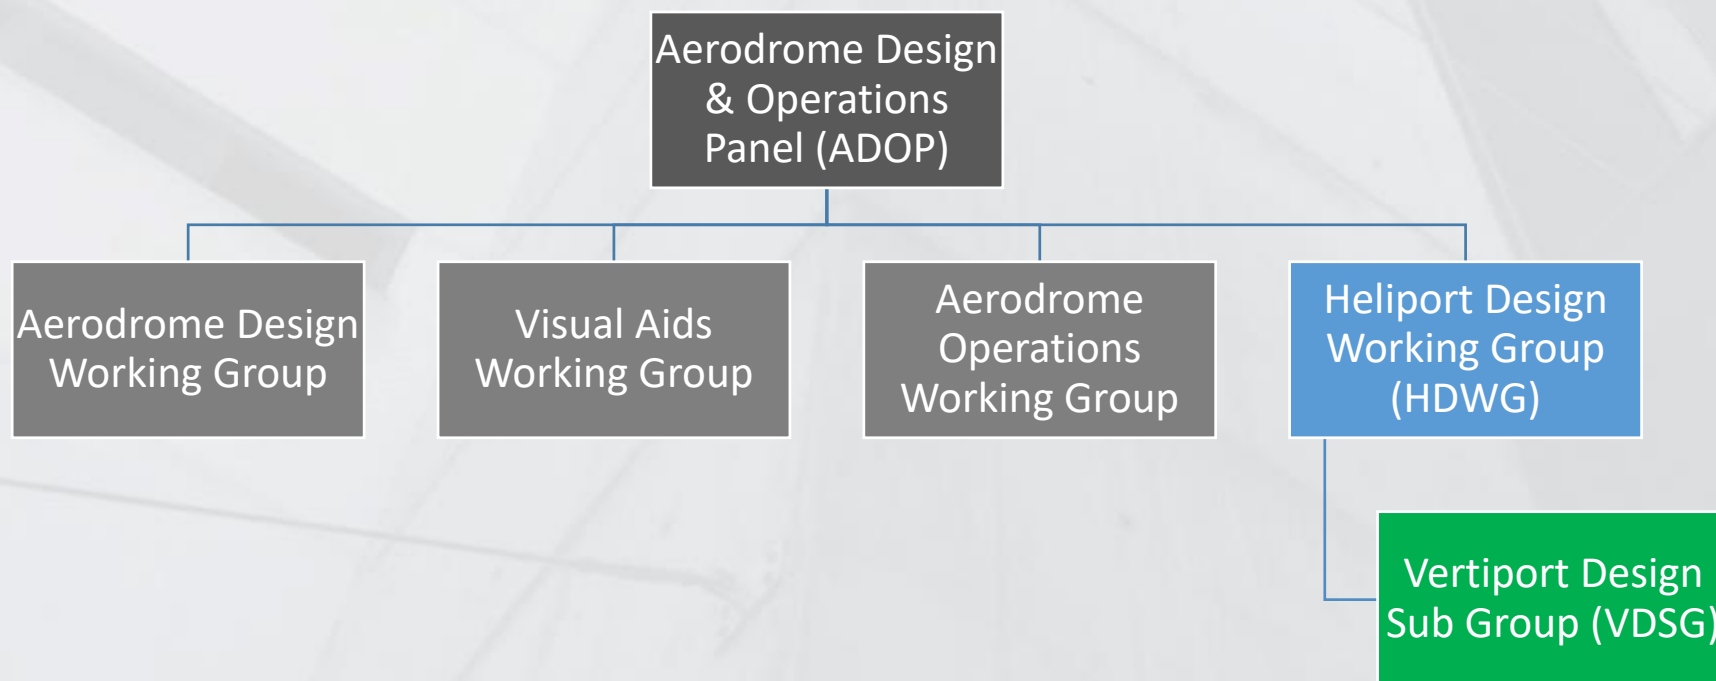 Aerodrome Design
& Operations
Panel (ADOP)
Aerodrome Design
Working Group
Visual Aids
Working Group
Aerodrome
Operations
Working Group
Heliport Design
Working Group
(HDWG)
Vertiport Design
Sub Group (VDSG)